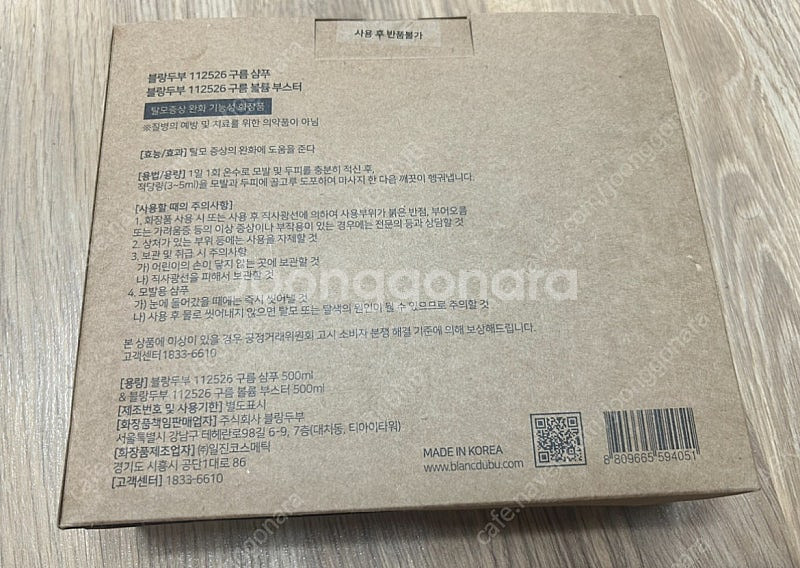 사용 후 반품불가
블랑두부 112526 구름 샴푸
블랑두부 112526 구름 볼륨 부스터
탈모증상 완화 기능성 화장품
※질병의 예방 및 치료를 위한 의약품이 아님
[효능/효과] 탈모 증상의 완화에 도움을 준다
[용법/용량] 1일 1회 온수로 모발 및 두피를 충분히 적신 후,
적당량(3~5ml)을 모발과 두피에 골고루 도포하여 마사지 한 다음 깨끗이 헹궈냅니다.
[사용할 때의 주의사항]
1. 화장품 사용 시 또는 사용 후 직사광선에 의하여 사용부위가 붉은 반점, 부어오름
또는 가려움증 등의 이상 증상이나 부작용이 있는 경우에는 전문의 등과 상담할 것
2. 상처가 있는 부위 등에는 사용을 자제할 것
3. 보관 및 취급 시 주의사항
가) 어린이의 손이 닿지 않는 곳에 보관할 것
나) 직사광선을 피해서 보관할 것
4. 모발용 샴푸
가) 눈에 들어갔을 때에는 즉시 씻어낼 것
나) 사용 후 물로 씻어내지 않으면 탈모 또는 탈색의 원인이 될 수 있으므로 주의할 것
본 상품에 이상이 있을 경우 공정거래위원회 고시 소비자 분쟁 해결 기준에 의해 보상해드립니다.
고객센터 1833-6610
[용량] 블랑두부 112526 구름 샴푸 500ml
& 블랑두부 112526 구름 볼륨 부스터 500ml
[제조번호 및 사용기한] 별도표시
[화장품책임판매업자] 주식회사 블랑두부
서울특별시 강남구 테헤란로98길 6-9, 7층(대치동, 티아이타워)
[화장품제조업자] ㈜일진코스메틱
경기도 시흥시 공단1대로 86
[고객센터] 1833-6610
MADE IN KOREA
www.blancdubu.com
8 809665 594051
joonggonara